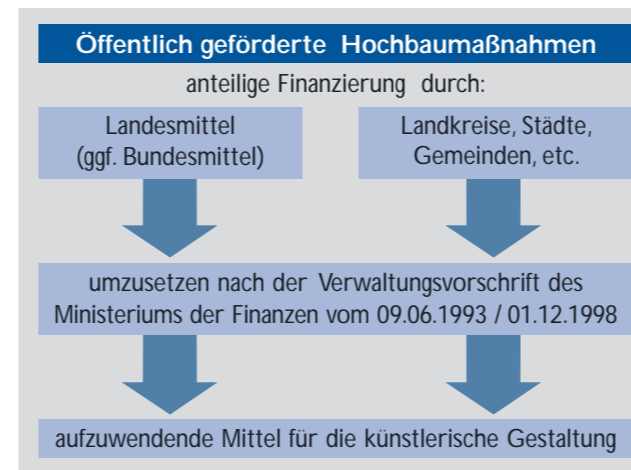 Öffentlich geförderte Hochbaumaßnahmen
anteilige Finanzierung durch:
Landesmittel
(ggf. Bundesmittel)
Landkreise, Städte,
Gemeinden, etc.
umzusetzen nach der Verwaltungsvorschrift des
Ministeriums der Finanzen vom 09.06.1993 / 01.12.1998
aufzuwendende Mittel für die künstlerische Gestaltung